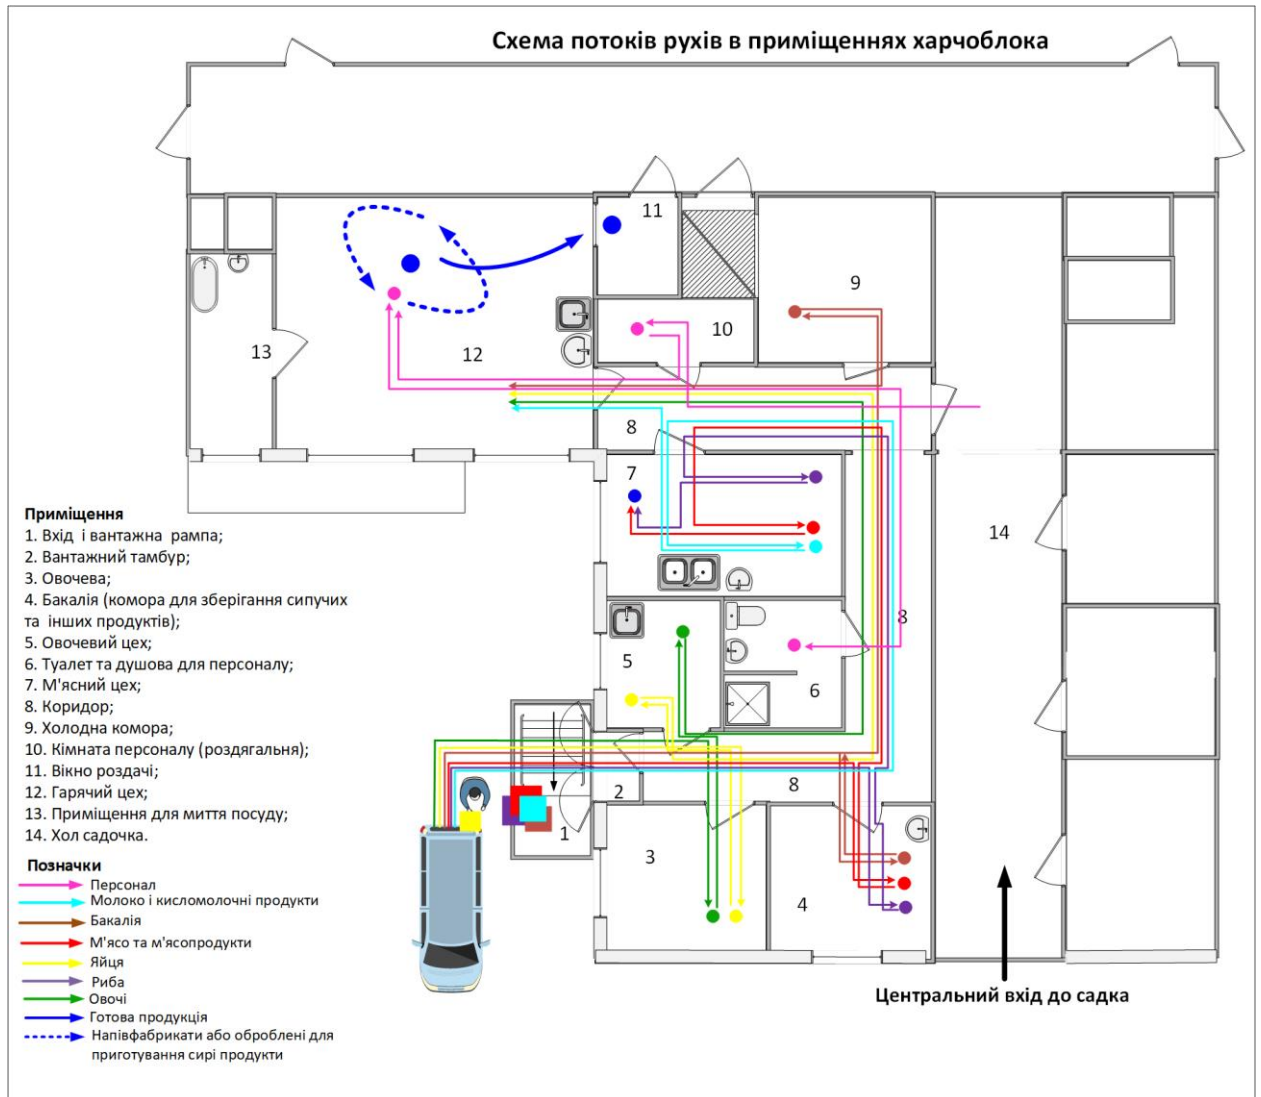 Схема потоків рухів в приміщеннях харчоблока
11
9
10
13
12
8
7
14
8
5
6
2
8
1
3
4
Приміщення
1. Вхід і вантажна рампа;
2. Вантажний тамбур;
3. Овочева;
4. Бакалія (комора для зберігання сипучих
та інших продуктів);
5. Овочевий цех;
6. Туалет та душова для персоналу;
7. М'ясний цех;
8. Коридор;
9. Холодна комора;
10. Кімната персоналу (роздягальня);
11. Вікно роздачі;
12. Гарячий цех;
13. Приміщення для миття посуду;
14. Хол садочка.
Позначки
Персонал
Молоко і кисломолочні продукти
Бакалія
М'ясо та м'ясопродукти
Яйця
Риба
Овочі
Готова продукція
Напівфабрикати або оброблені для
приготування сирі продукти
Центральний вхід до садка